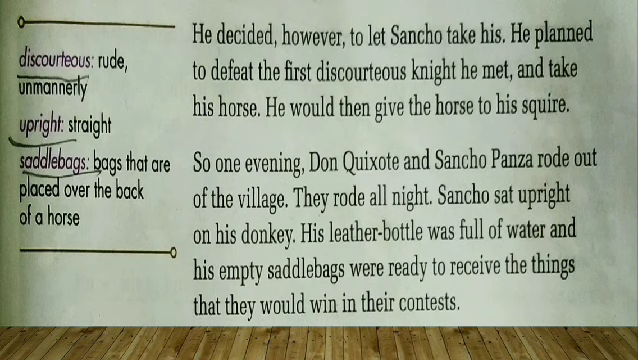 discourteous: rude,
unmannerly
upright: straight
saddlebags: bags that are
placed over the back
of a horse
He decided, however, to let Sancho take his. He planned
to defeat the first discourteous knight he met, and take
his horse. He would then give the horse to his squire.
So one evening, Don Quixote and Sancho Panza rode out
of the village. They rode all night. Sancho sat upright
on his donkey. His leather-bottle was full of water and
his empty saddlebags were ready to receive the things
that they would win in their contests.